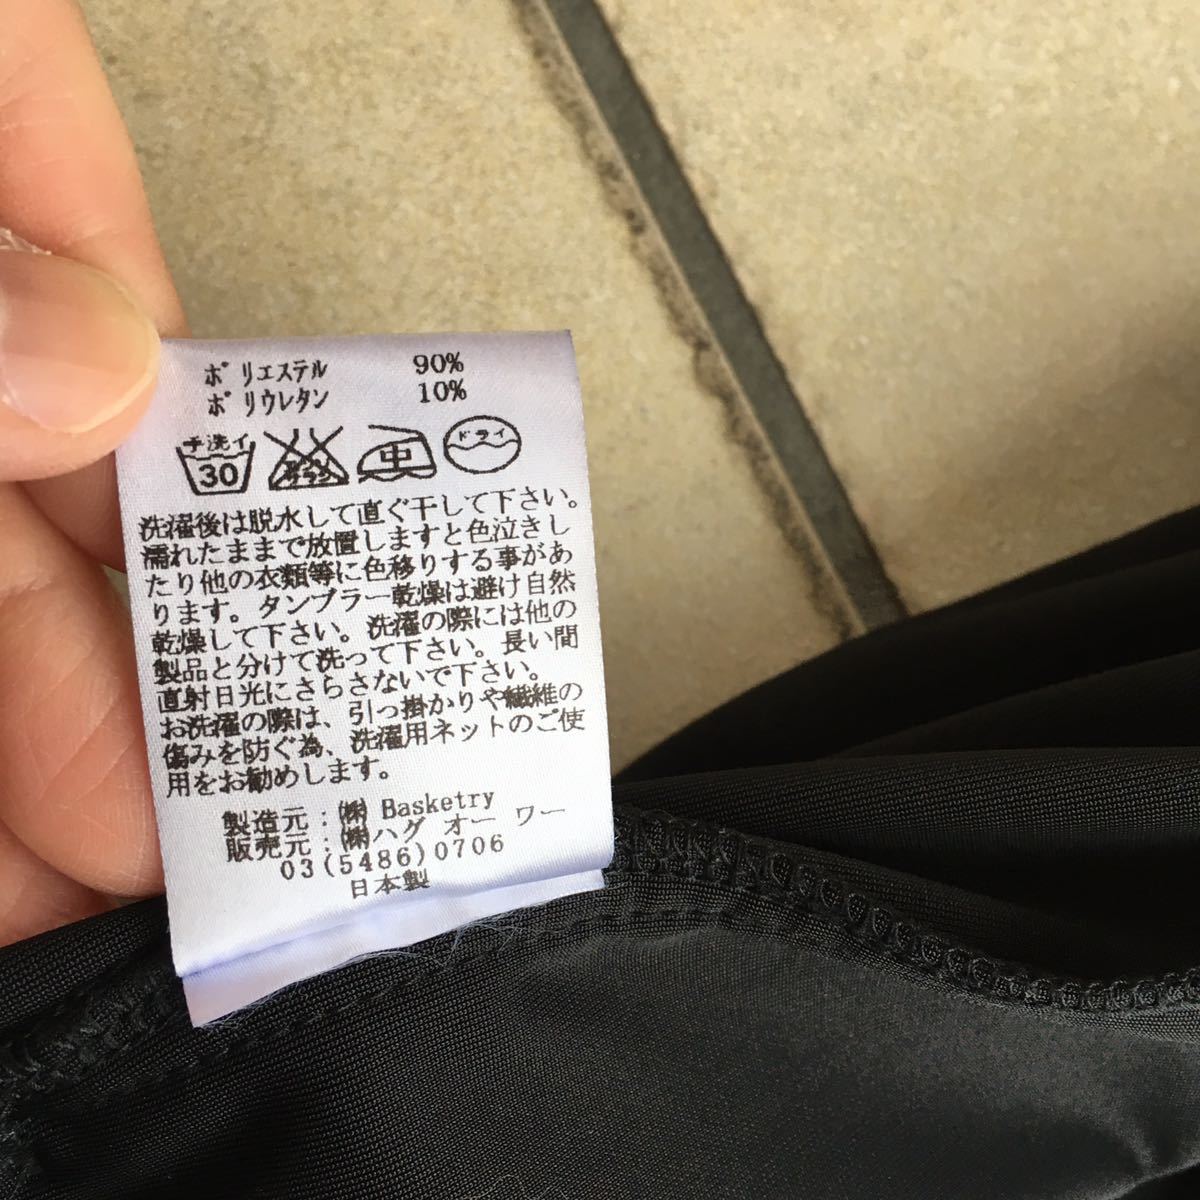 ポリエステル 90%
ポリウレタン 10%
手洗イ 30 エンソ サラシ 中 ドライ
洗濯後は脱水して直ぐ干して下さい。
濡れたままで放置しますと色泣きし
たり他の衣類等に色移りする事があ
ります。タンブラー乾燥は避け自然
乾燥して下さい。洗濯の際には他の
製品と分けて洗って下さい。長い間
直射日光にさらさないで下さい。
お洗濯の際は、引っ掛かりや繊維の
傷みを防ぐ為、洗濯用ネットのご使
用をお勧めします。
製造元:㈱ Basketry
販売元:㈱ハグ オー ワー
03(5486)0706
日本製